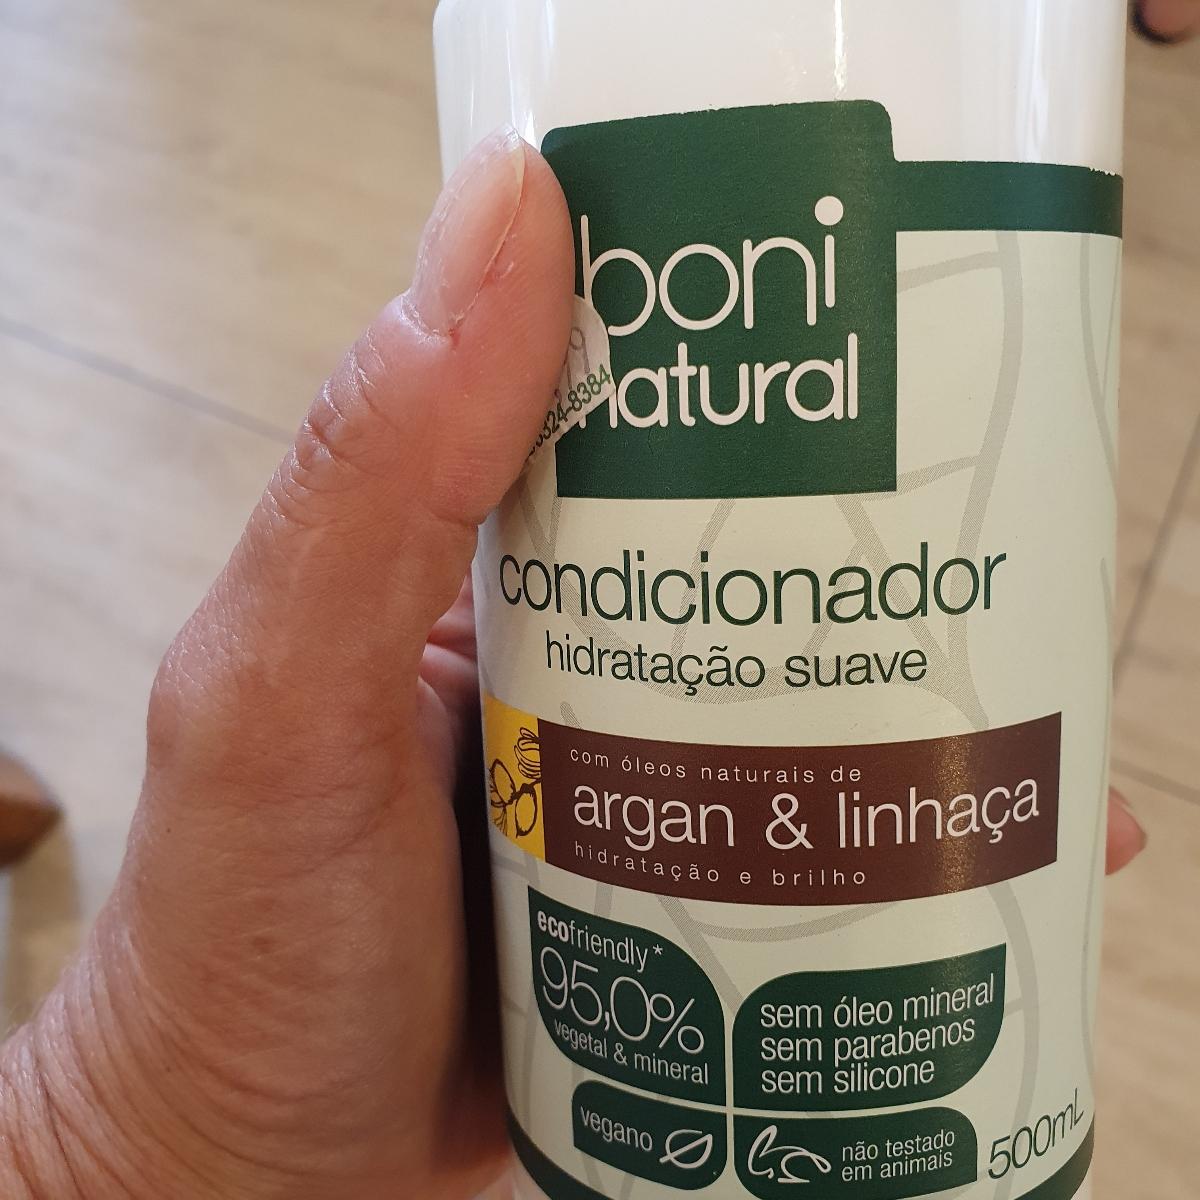 boni
natural
condicionador
hidratação suave
com óleos naturais de
argan & linhaça
hidratação e brilho
ecofriendly*
95,0%
vegetal & mineral
sem óleo mineral
sem parabenos
sem silicone
vegano
não testado
em animais
500mL